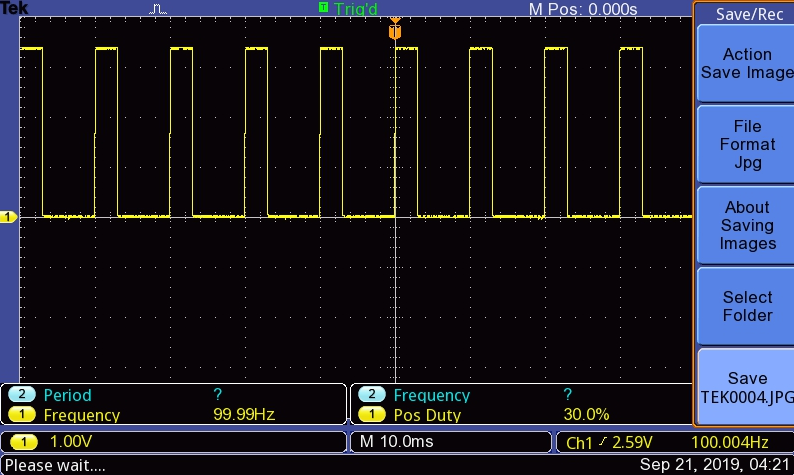 Tek
T Trig'd
M Pos: 0.000s
Save/Rec
T
Action
Save Image
File
Format
Jpg
About
Saving
Images
Select
Folder
Save
TEK0004.JPG
1
2 Period ?
1 Frequency 99.99Hz
2 Frequency ?
1 Pos Duty 30.0%
1 1.00V
M 10.0ms
Ch1 2.59V 100.004Hz
Please wait....
Sep 21, 2019, 04:21